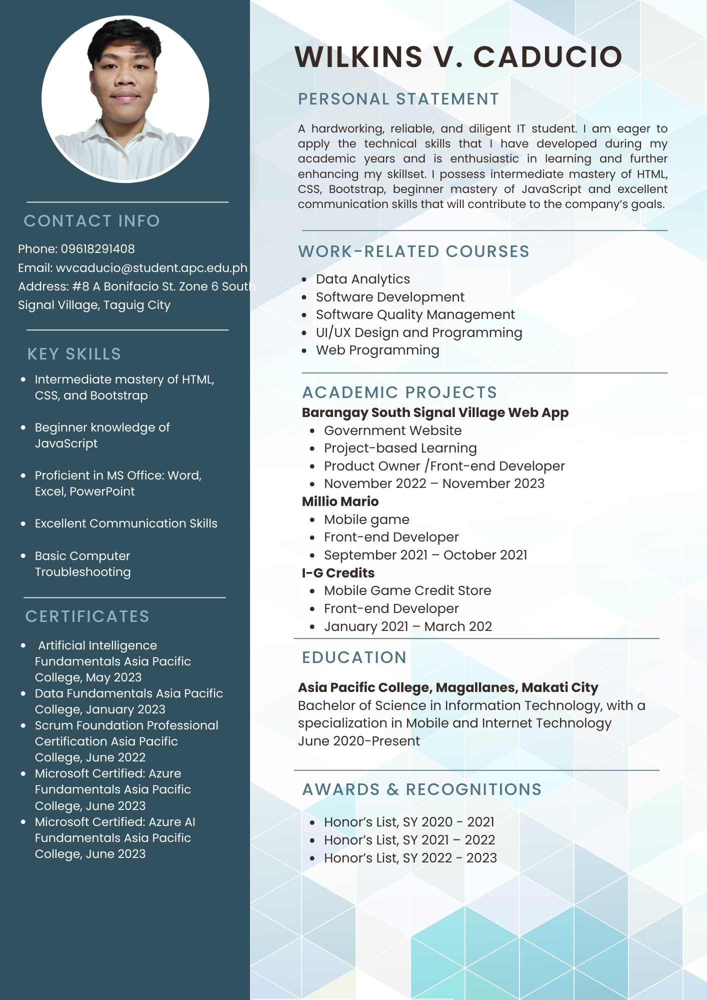 WILKINS V. CADUCIO
PERSONAL STATEMENT
A hardworking, reliable, and diligent IT student. I am eager to
apply the technical skills that I have developed during my
academic years and is enthusiastic in learning and further
enhancing my skillset. I possess intermediate mastery of HTML,
CSS, Bootstrap, beginner mastery of JavaScript and excellent
communication skills that will contribute to the company's goals.
CONTACT INFO
Phone: 09618291408
Email: wvcaducio@student.apc.edu.ph
Address: #8 A Bonifacio St. Zone 6 South
Signal Village, Taguig City
KEY SKILLS
• Intermediate mastery of HTML,
CSS, and Bootstrap
• Beginner knowledge of
JavaScript
• Proficient in MS Office: Word,
Excel, PowerPoint
• Excellent Communication Skills
• Basic Computer
Troubleshooting
CERTIFICATES
• Artificial Intelligence
Fundamentals Asia Pacific
College, May 2023
• Data Fundamentals Asia Pacific
College, January 2023
• Scrum Foundation Professional
Certification Asia Pacific
College, June 2022
• Microsoft Certified: Azure
Fundamentals Asia Pacific
College, June 2023
• Microsoft Certified: Azure AI
Fundamentals Asia Pacific
College, June 2023
WORK-RELATED COURSES
• Data Analytics
• Software Development
• Software Quality Management
• UI/UX Design and Programming
• Web Programming
ACADEMIC PROJECTS
Barangay South Signal Village Web App
• Government Website
• Project-based Learning
• Product Owner /Front-end Developer
• November 2022 – November 2023
Millio Mario
• Mobile game
• Front-end Developer
• September 2021 – October 2021
I-G Credits
• Mobile Game Credit Store
• Front-end Developer
• January 2021 – March 202
EDUCATION
Asia Pacific College, Magallanes, Makati City
Bachelor of Science in Information Technology, with a
specialization in Mobile and Internet Technology
June 2020-Present
AWARDS & RECOGNITIONS
• Honor's List, SY 2020 - 2021
• Honor's List, SY 2021 – 2022
• Honor's List, SY 2022 - 2023